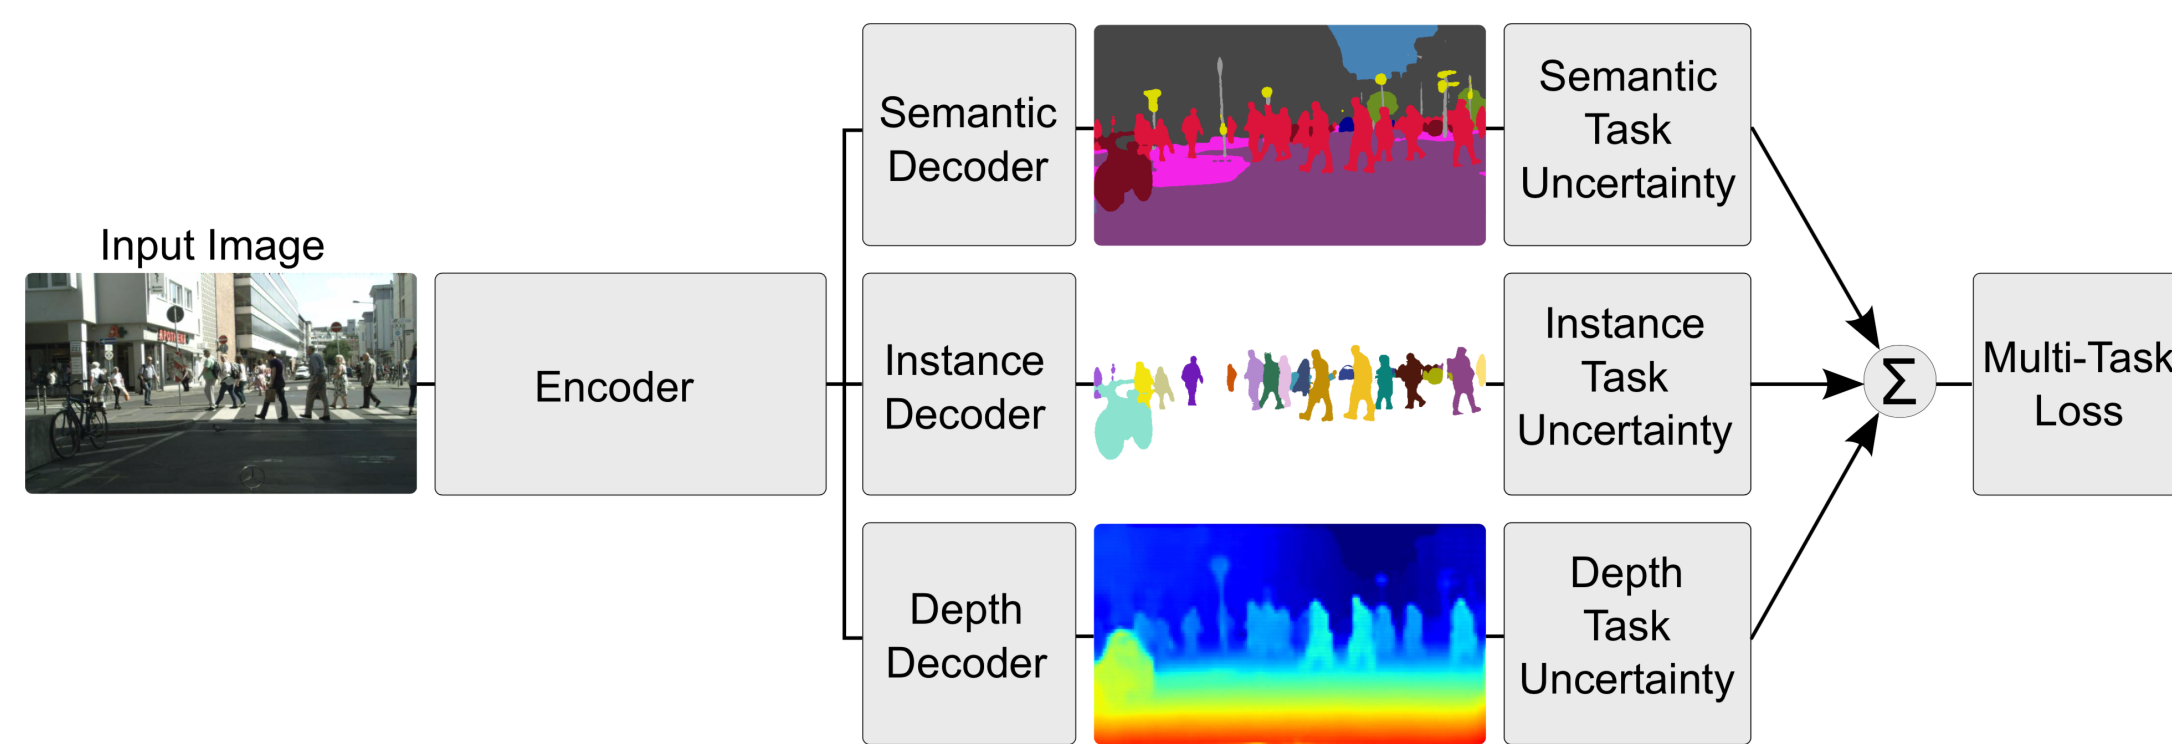 Input Image
Encoder
Semantic
Decoder
Instance
Decoder
Depth
Decoder
Semantic
Task
Uncertainty
Instance
Task
Uncertainty
Depth
Task
Uncertainty
Σ
Multi-Task
Loss